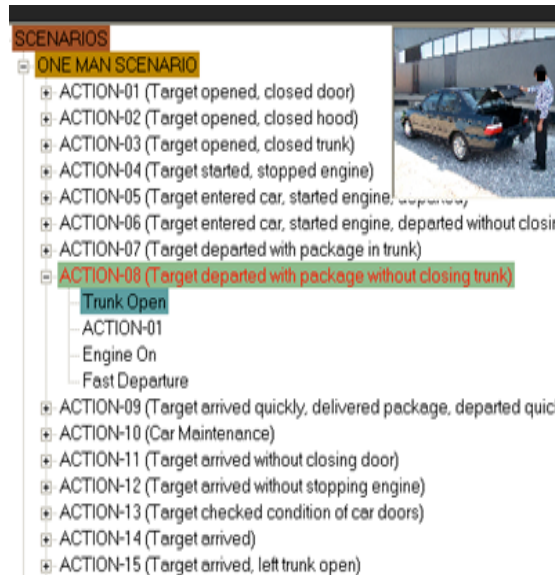 SCENARIOS
ONE MAN SCENARIO
ACTION-01 (Target opened, closed door)
ACTION-02 (Target opened, closed hood)
ACTION-03 (Target opened, closed trunk)
ACTION-04 (Target started, stopped engine)
ACTION-05 (Target entered car, started engine, departed)
ACTION-06 (Target entered car, started engine, departed without closin
ACTION-07 (Target departed with package in trunk)
ACTION-08 (Target departed with package without closing trunk)
Trunk Open
ACTION-01
Engine On
Fast Departure
ACTION-09 (Target arrived quickly, delivered package, departed quic
ACTION-10 (Car Maintenance)
ACTION-11 (Target arrived without closing door)
ACTION-12 (Target arrived without stopping engine)
ACTION-13 (Target checked condition of car doors)
ACTION-14 (Target arrived)
ACTION-15 (Target arrived, left trunk open)